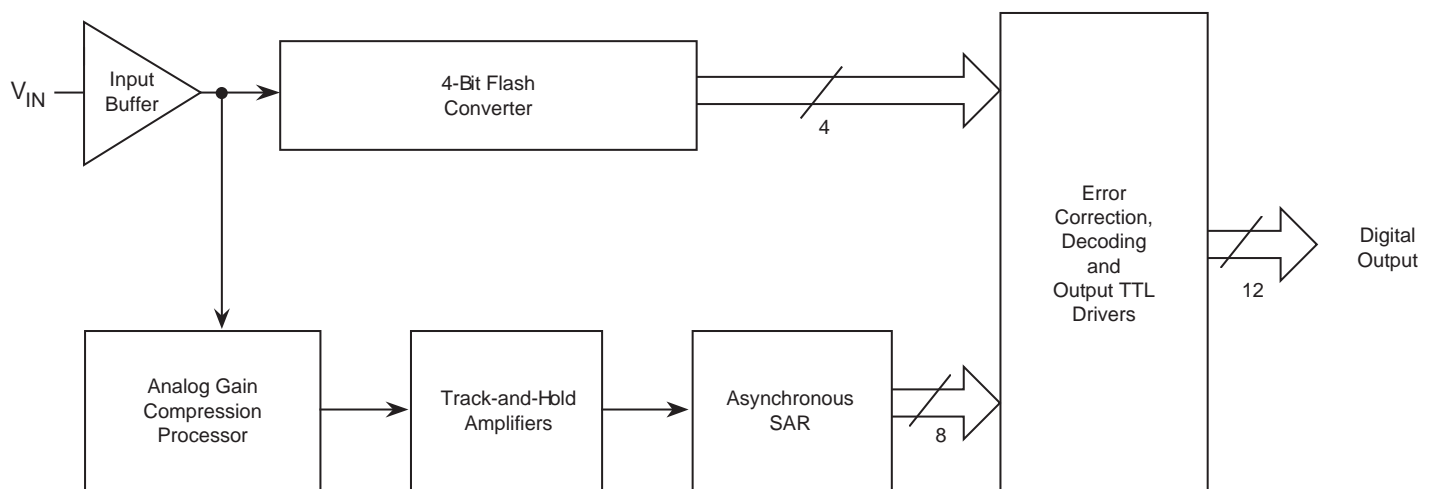 V_IN
Input
Buffer
4-Bit Flash
Converter
4
Error
Correction,
Decoding
and
Output TTL
Drivers
12
Digital
Output
Analog Gain
Compression
Processor
Track-and-Hold
Amplifiers
Asynchronous
SAR
8